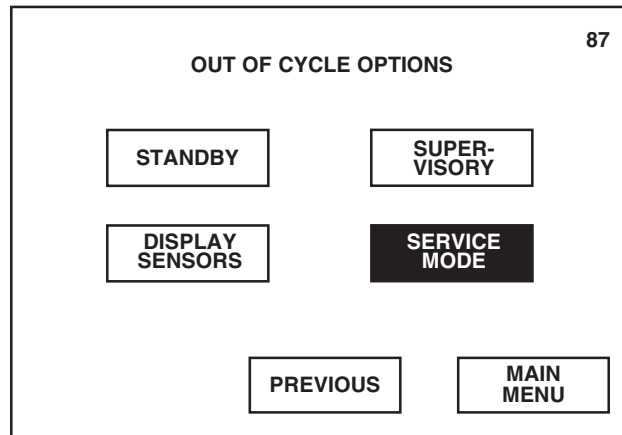 87
OUT OF CYCLE OPTIONS
STANDBY
SUPER-
VISORY
DISPLAY
SENSORS
SERVICE
MODE
PREVIOUS
MAIN
MENU